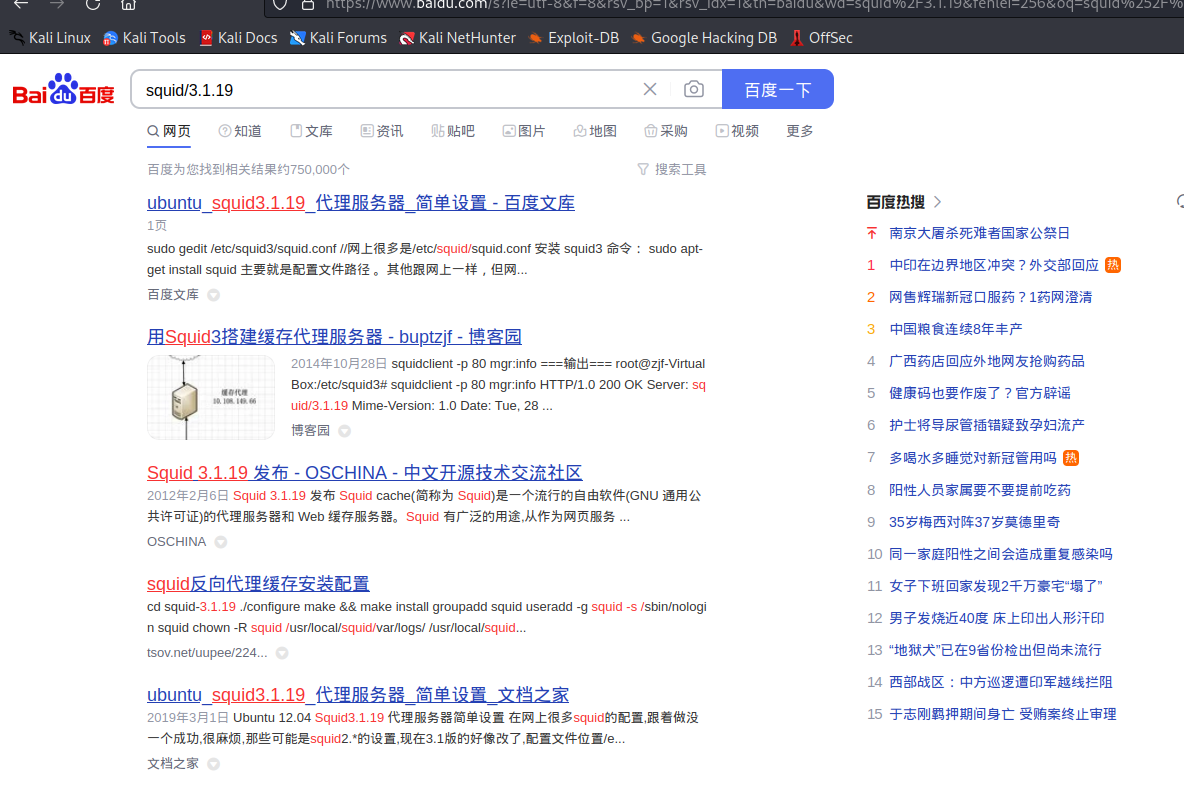 https://www.baidu.com/s?ie=utf-8&f=8&rsv_bp=1&rsv_idx=1&tn=baidu&wd=squid%2F3.1.19&fenlei=256&oq=squid%252F%
Kali Linux Kali Tools Kali Docs Kali Forums Kali NetHunter Exploit-DB Google Hacking DB OffSec
Bai du 百度 squid/3.1.19 百度一下
网页 知道 文库 资讯 贴吧 图片 地图 采购 视频 更多
百度为您找到相关结果约750,000个 搜索工具
ubuntu_squid3.1.19_代理服务器_简单设置 - 百度文库
1页
sudo gedit /etc/squid3/squid.conf //网上很多是/etc/squid/squid.conf 安装 squid3 命令： sudo apt-
get install squid 主要就是配置文件路径 。其他跟网上一样，但网...
百度文库
用Squid3搭建缓存代理服务器 - buptzjf - 博客园
缓存代理
10.108.149.66
2014年10月28日 squidclient -p 80 mgr:info ===输出=== root@zjf-Virtual
Box:/etc/squid3# squidclient -p 80 mgr:info HTTP/1.0 200 OK Server: sq
uid/3.1.19 Mime-Version: 1.0 Date: Tue, 28 ...
博客园
Squid 3.1.19 发布 - OSCHINA - 中文开源技术交流社区
2012年2月6日 Squid 3.1.19 发布 Squid cache(简称为 Squid)是一个流行的自由软件(GNU 通用公
共许可证)的代理服务器和 Web 缓存服务器。Squid 有广泛的用途,从作为网页服务 ...
OSCHINA
squid反向代理缓存安装配置
cd squid-3.1.19 ./configure make && make install groupadd squid useradd -g squid -s /sbin/nologi
n squid chown -R squid /usr/local/squid/var/logs/ /usr/local/squid...
tsov.net/uupee/224...
ubuntu_squid3.1.19_代理服务器_简单设置_文档之家
2019年3月1日 Ubuntu 12.04 Squid3.1.19 代理服务器简单设置 在网上很多squid的配置,跟着做没
一个成功,很麻烦,那些可能是squid2.*的设置,现在3.1版的好像改了,配置文件位置/e...
文档之家
百度热搜
南京大屠杀死难者国家公祭日
1 中印在边界地区冲突？外交部回应 热
2 网售辉瑞新冠口服药？1药网澄清
3 中国粮食连续8年丰产
4 广西药店回应外地网友抢购药品
5 健康码也要作废了？官方辟谣
6 护士将导尿管插错疑致孕妇流产
7 多喝水多睡觉对新冠管用吗 热
8 阳性人员家属要不要提前吃药
9 35岁梅西对阵37岁莫德里奇
10 同一家庭阳性之间会造成重复感染吗
11 女子下班回家发现2千万豪宅“塌了”
12 男子发烧近40度 床上印出人形汗印
13 “地狱犬”已在9省份检出但尚未流行
14 西部战区：中方巡逻遭印军越线拦阻
15 于志刚羁押期间身亡 受贿案终止审理